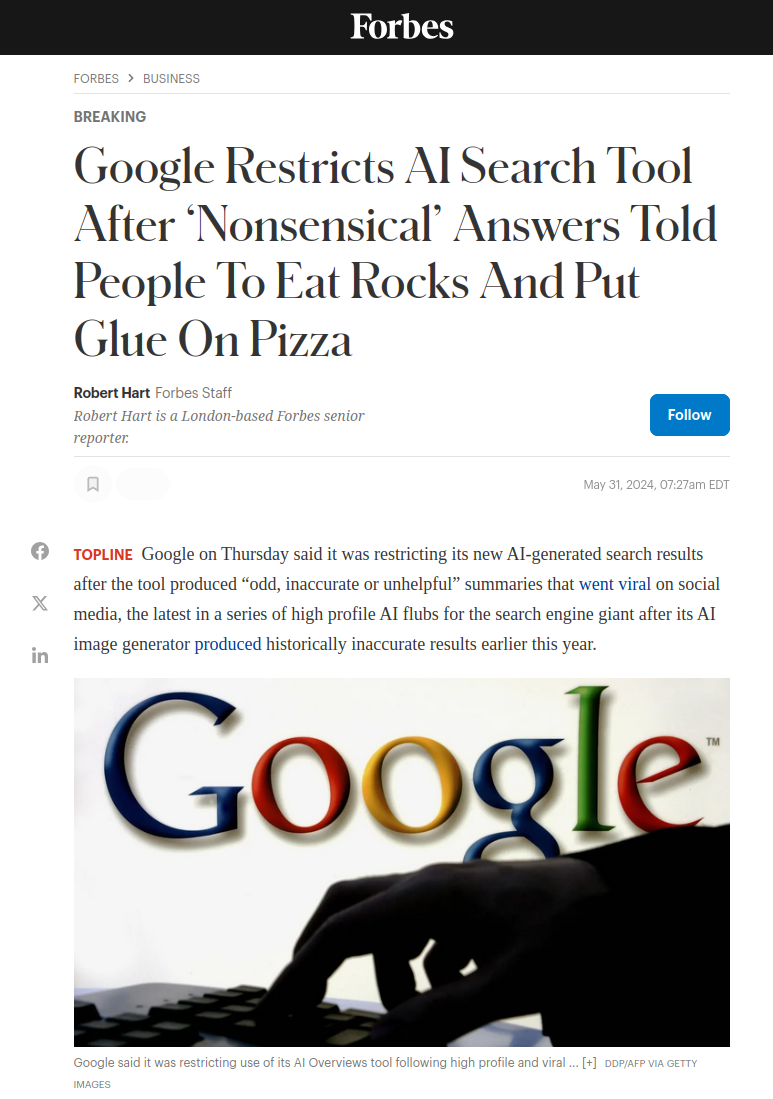 Forbes
FORBES > BUSINESS
BREAKING
Google Restricts AI Search Tool
After ‘Nonsensical’ Answers Told
People To Eat Rocks And Put
Glue On Pizza
Robert Hart Forbes Staff
Robert Hart is a London-based Forbes senior
reporter.
Follow
May 31, 2024, 07:27am EDT
TOPLINE Google on Thursday said it was restricting its new AI-generated search results
after the tool produced “odd, inaccurate or unhelpful” summaries that went viral on social
media, the latest in a series of high profile AI flubs for the search engine giant after its AI
image generator produced historically inaccurate results earlier this year.
Google TM
Google said it was restricting use of its AI Overviews tool following high profile and viral ... [+] DDP/AFP VIA GETTY
IMAGES